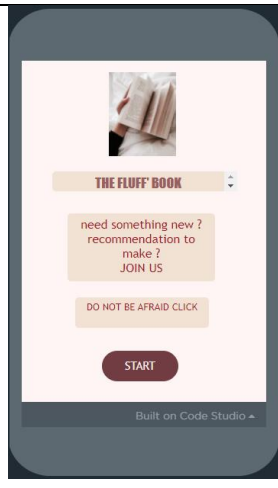 THE FLUFF' BOOK
need something new ?
recommendation to
make ?
JOIN US
DO NOT BE AFRAID CLICK
START
Built on Code Studio